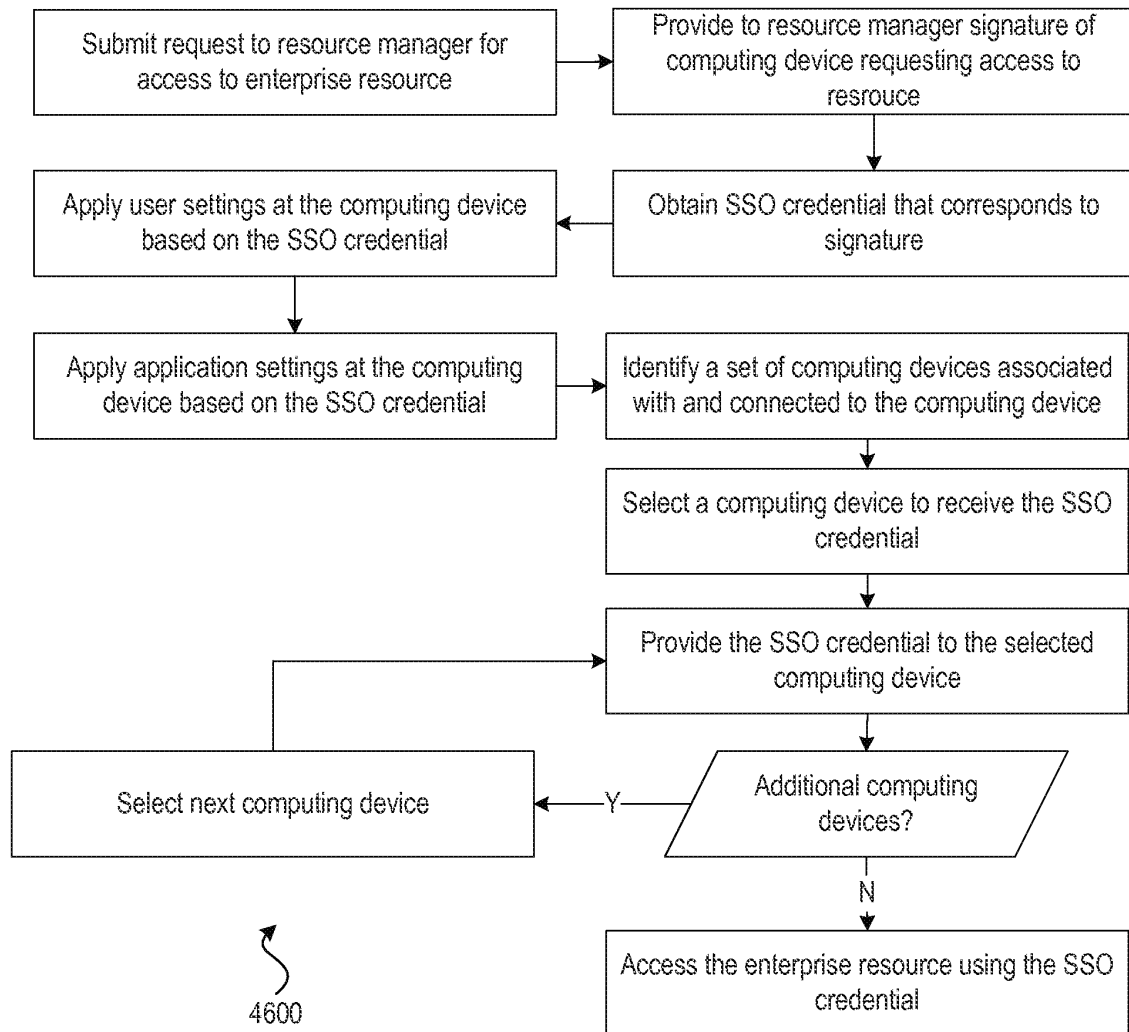 Submit request to resource manager for
access to enterprise resource
Provide to resource manager signature of
computing device requesting access to
resrouce
Obtain SSO credential that corresponds to
signature
Apply user settings at the computing device
based on the SSO credential
Apply application settings at the computing
device based on the SSO credential
Identify a set of computing devices associated
with and connected to the computing device
Select a computing device to receive the SSO
credential
Provide the SSO credential to the selected
computing device
Additional computing
devices?
Y
Select next computing device
N
Access the enterprise resource using the SSO
credential
4600